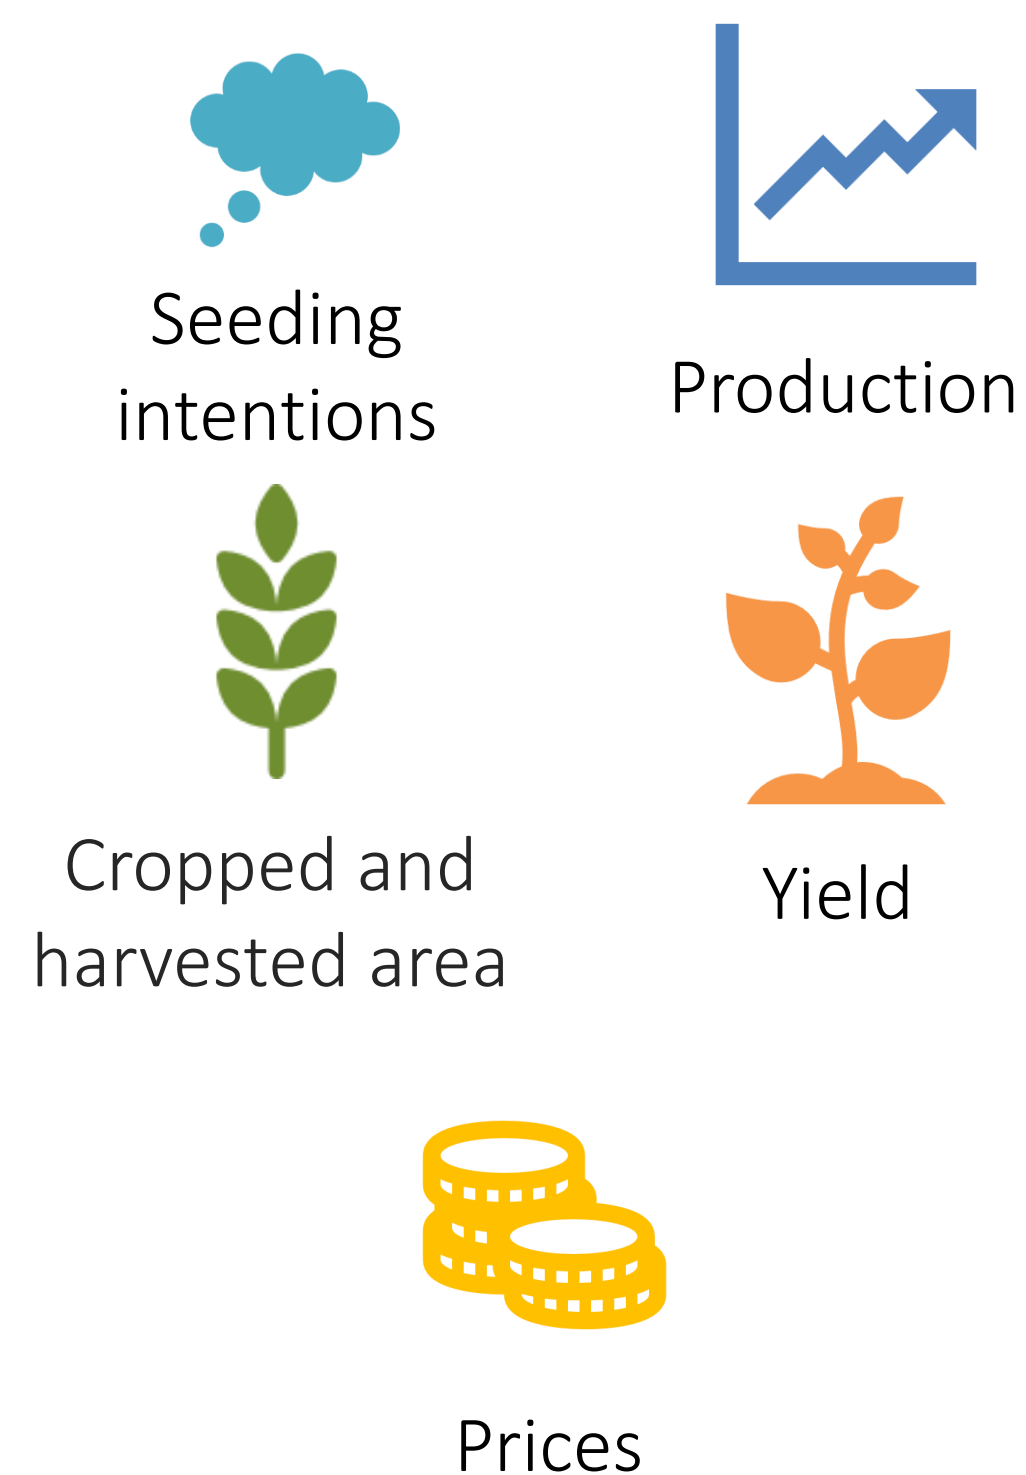 Seeding
intentions
Production
Cropped and
harvested area
Yield
Prices